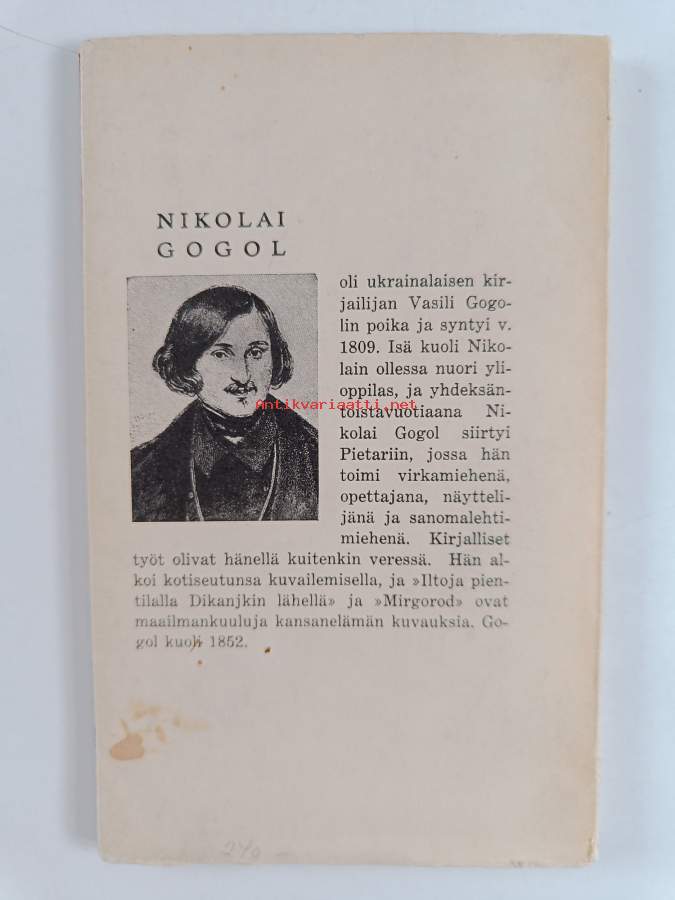 NIKOLAI
GOGOL
oli ukrainalaisen kir-
jailijan Vasili Gogo-
lin poika ja syntyi v.
1809. Isä kuoli Niko-
lain ollessa nuori yli-
oppilas, ja yhdeksän-
Antikvariaatti.net
toistavuotiaana Ni-
kolai Gogol siirtyi
Pietariin, jossa hän
toimi virkamiehenä,
opettajana, näytteli-
jänä ja sanomalehti-
miehenä. Kirjalliset
työt olivat hänellä kuitenkin veressä. Hän al-
koi kotiseutunsa kuvailemisella, ja »Iltoja pien-
tilalla Dikanjkin lähellä» ja »Mirgorod» ovat
maailmankuuluja kansanelämän kuvauksia. Go-
gol kuoli 1852.